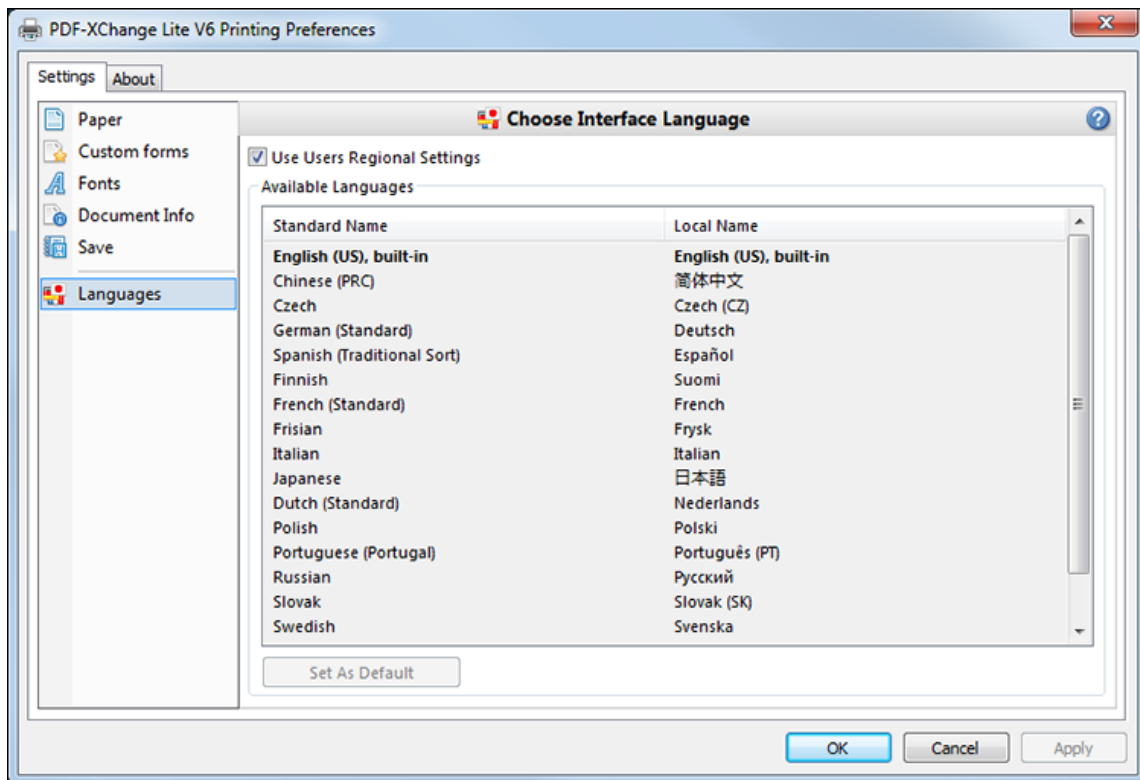 PDF-XChange Lite V6 Printing Preferences
Settings About
Paper
Custom forms
Fonts
Document Info
Save
Languages
Choose Interface Language
Use Users Regional Settings
Available Languages
Standard Name Local Name
English (US), built-in English (US), built-in
Chinese (PRC) 简体中文
Czech Czech (CZ)
German (Standard) Deutsch
Spanish (Traditional Sort) Español
Finnish Suomi
French (Standard) French
Frisian Frysk
Italian Italian
Japanese 日本語
Dutch (Standard) Nederlands
Polish Polski
Portuguese (Portugal) Português (PT)
Russian Русский
Slovak Slovak (SK)
Swedish Svenska
Set As Default
OK Cancel Apply